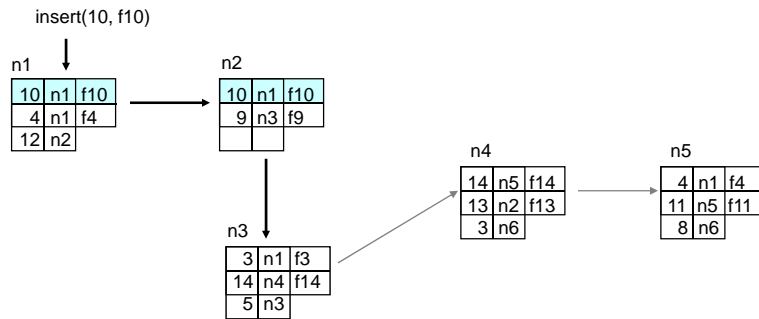 insert(10, f10)
n1
10 n1 f10
4 n1 f4
12 n2
n2
10 n1 f10
9 n3 f9
n3
3 n1 f3
14 n4 f14
5 n3
n4
14 n5 f14
13 n2 f13
3 n6
n5
4 n1 f4
11 n5 f11
8 n6